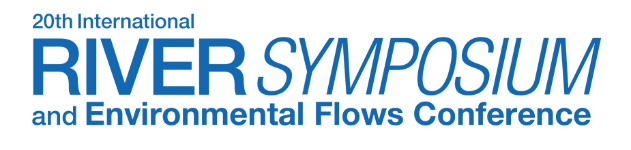 20th International
RIVER SYMPOSIUM
and Environmental Flows Conference